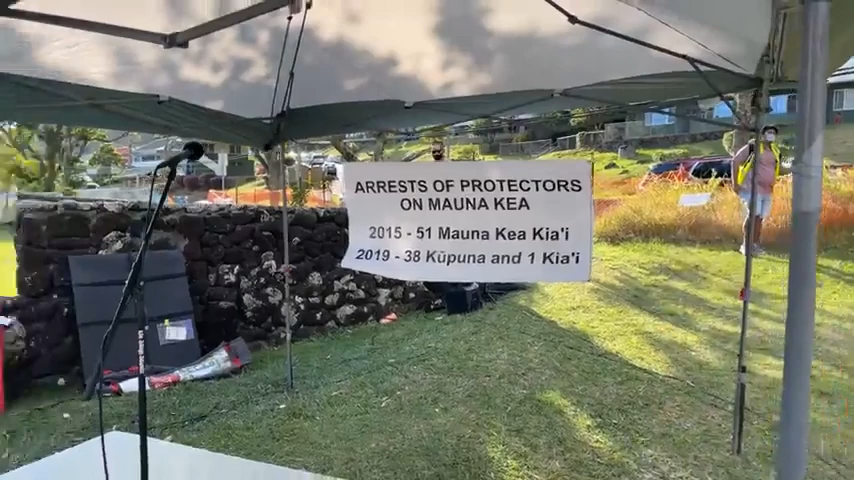 ARRESTS OF PROTECTORS
ON MAUNA KEA
2015 - 51 Mauna Kea Kia'i
2019 - 38 Kūpuna and 1 Kia'i